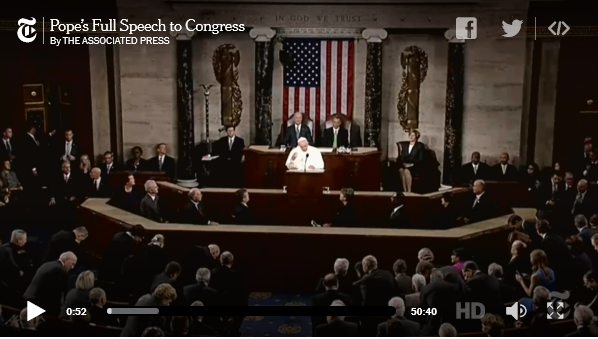 IN GOD WE TRUST
Pope's Full Speech to Congress
By THE ASSOCIATED PRESS
0:52
50:40
HD